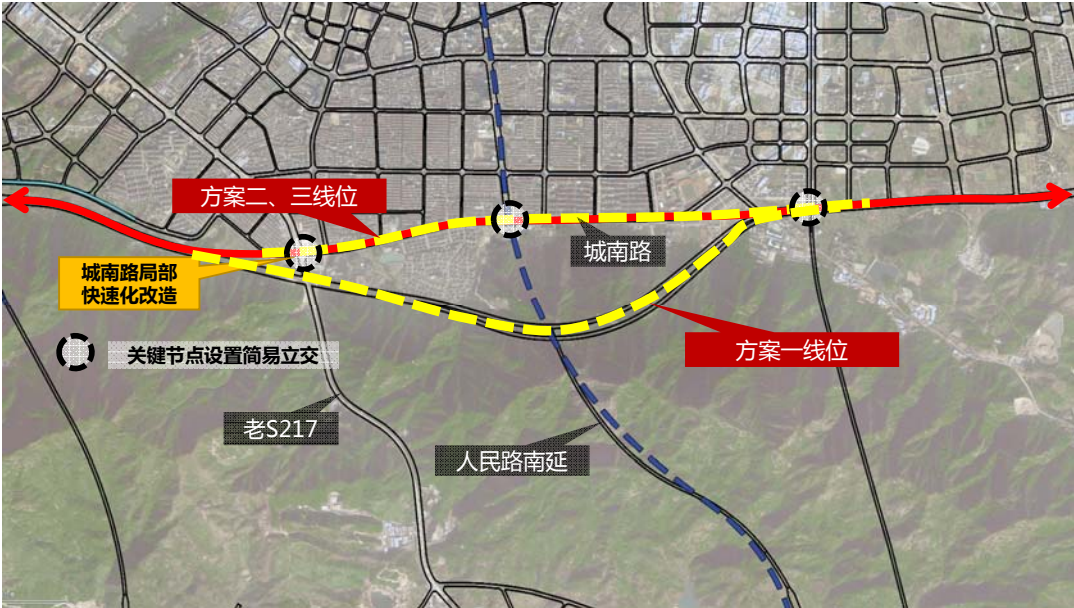 方案二、三线位
城南路
城南路局部
快速化改造
关键节点设置简易立交
方案一线位
老S217
人民路南延